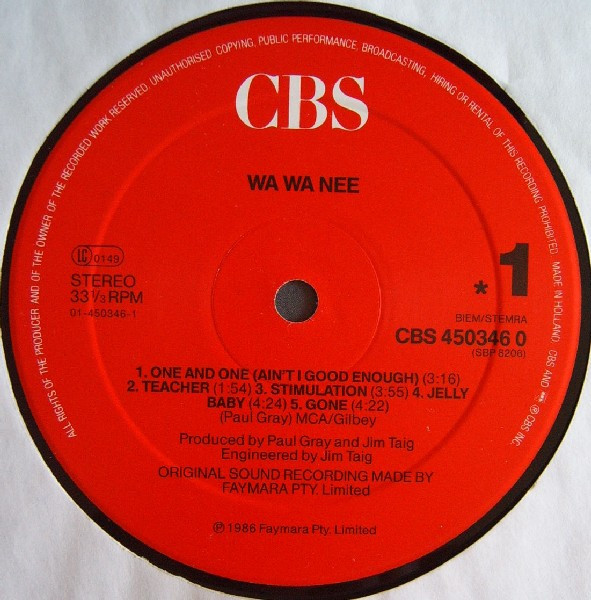 ALL RIGHTS OF THE PRODUCER AND OF THE OWNER OF THE RECORDED WORK RESERVED. UNAUTHORISED COPYING, PUBLIC PERFORMANCE, BROADCASTING, HIRING OR RENTAL OF THIS RECORDING PROHIBITED. MADE IN HOLLAND. CBS AND ℗ CBS INC.
CBS
WA WA NEE
LC 0149
STEREO
33⅓ RPM
01-450346-1
* 1
BIEM/STEMRA
CBS 450346 0
(SBP 8206)
1. ONE AND ONE (AIN'T I GOOD ENOUGH) (3:16)
2. TEACHER (1:54) 3. STIMULATION (3:55) 4. JELLY
BABY (4:24) 5. GONE (4:22)
(Paul Gray) MCA/Gilbey
Produced by Paul Gray and Jim Taig
Engineered by Jim Taig
ORIGINAL SOUND RECORDING MADE BY
FAYMARA PTY. Limited
℗ 1986 Faymara Pty. Limited